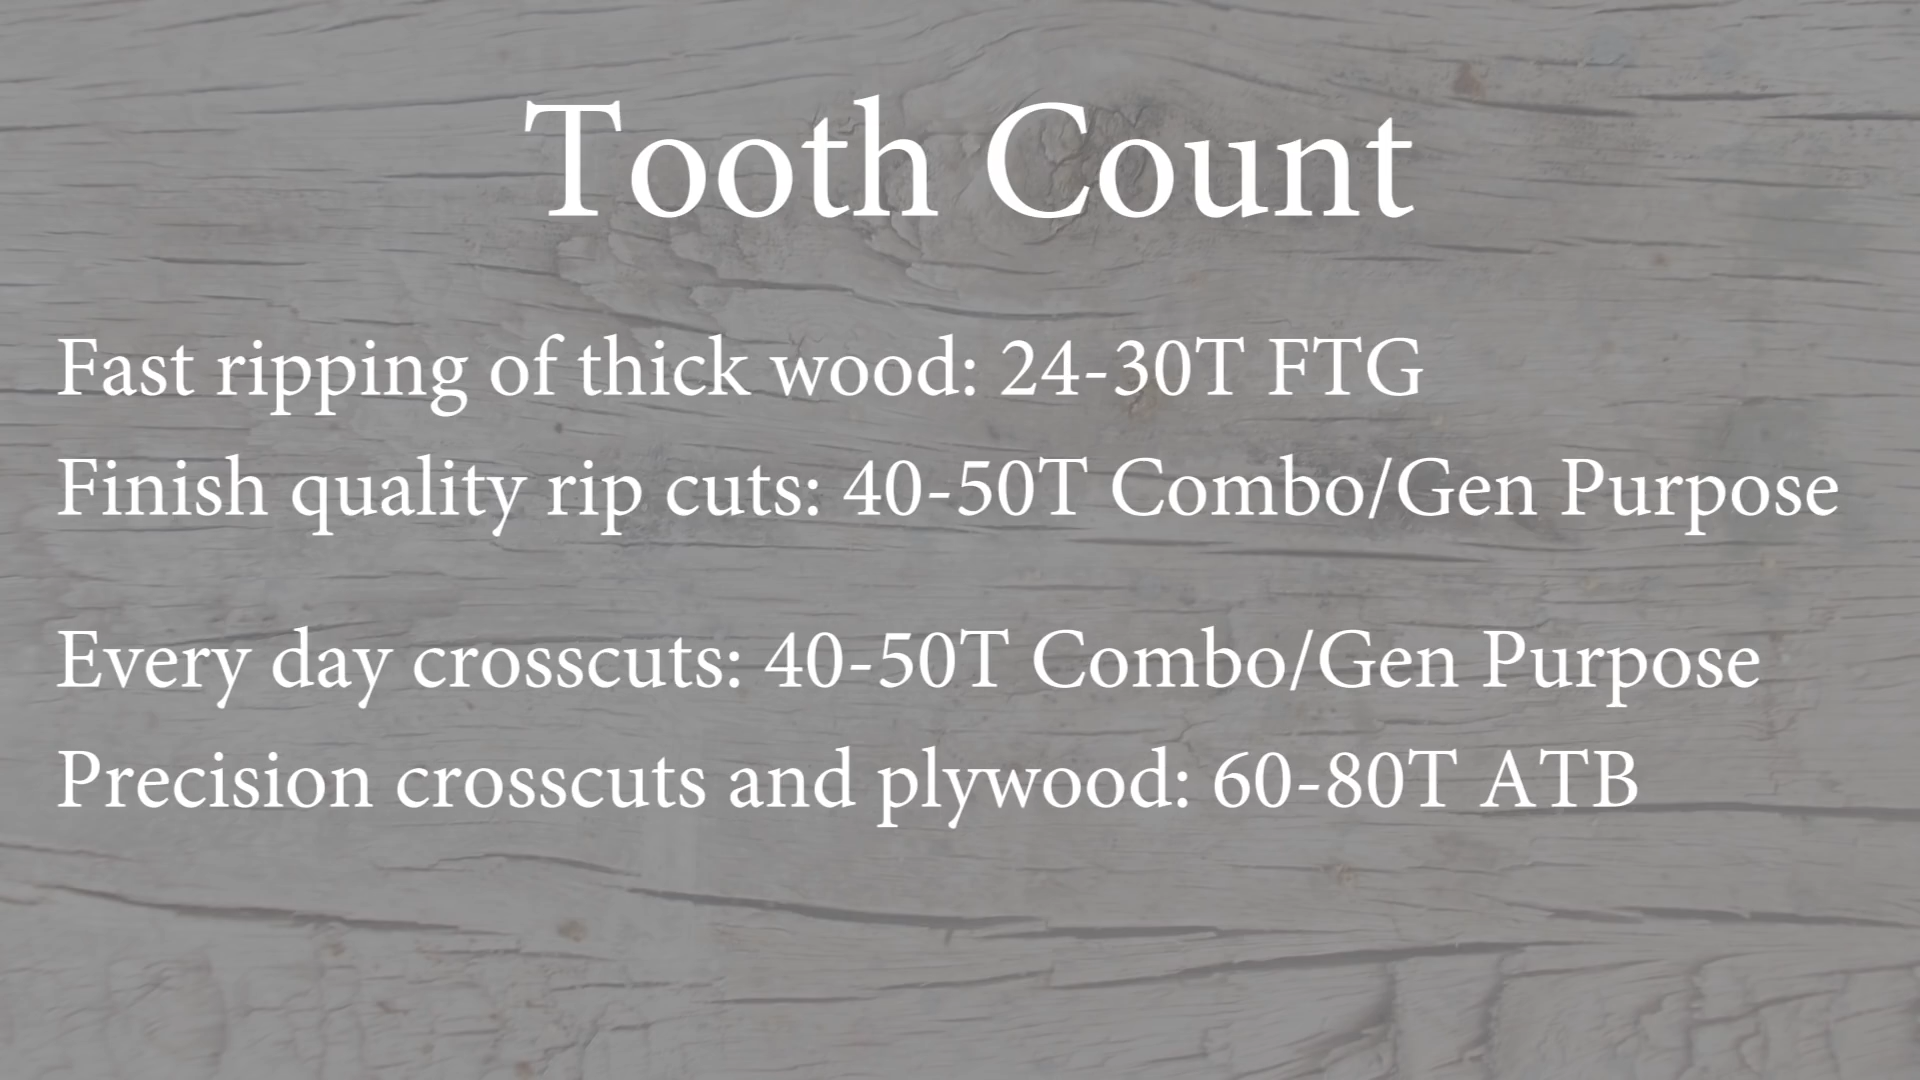 Tooth Count
Fast ripping of thick wood: 24-30T FTG
Finish quality rip cuts: 40-50T Combo/Gen Purpose
Every day crosscuts: 40-50T Combo/Gen Purpose
Precision crosscuts and plywood: 60-80T ATB